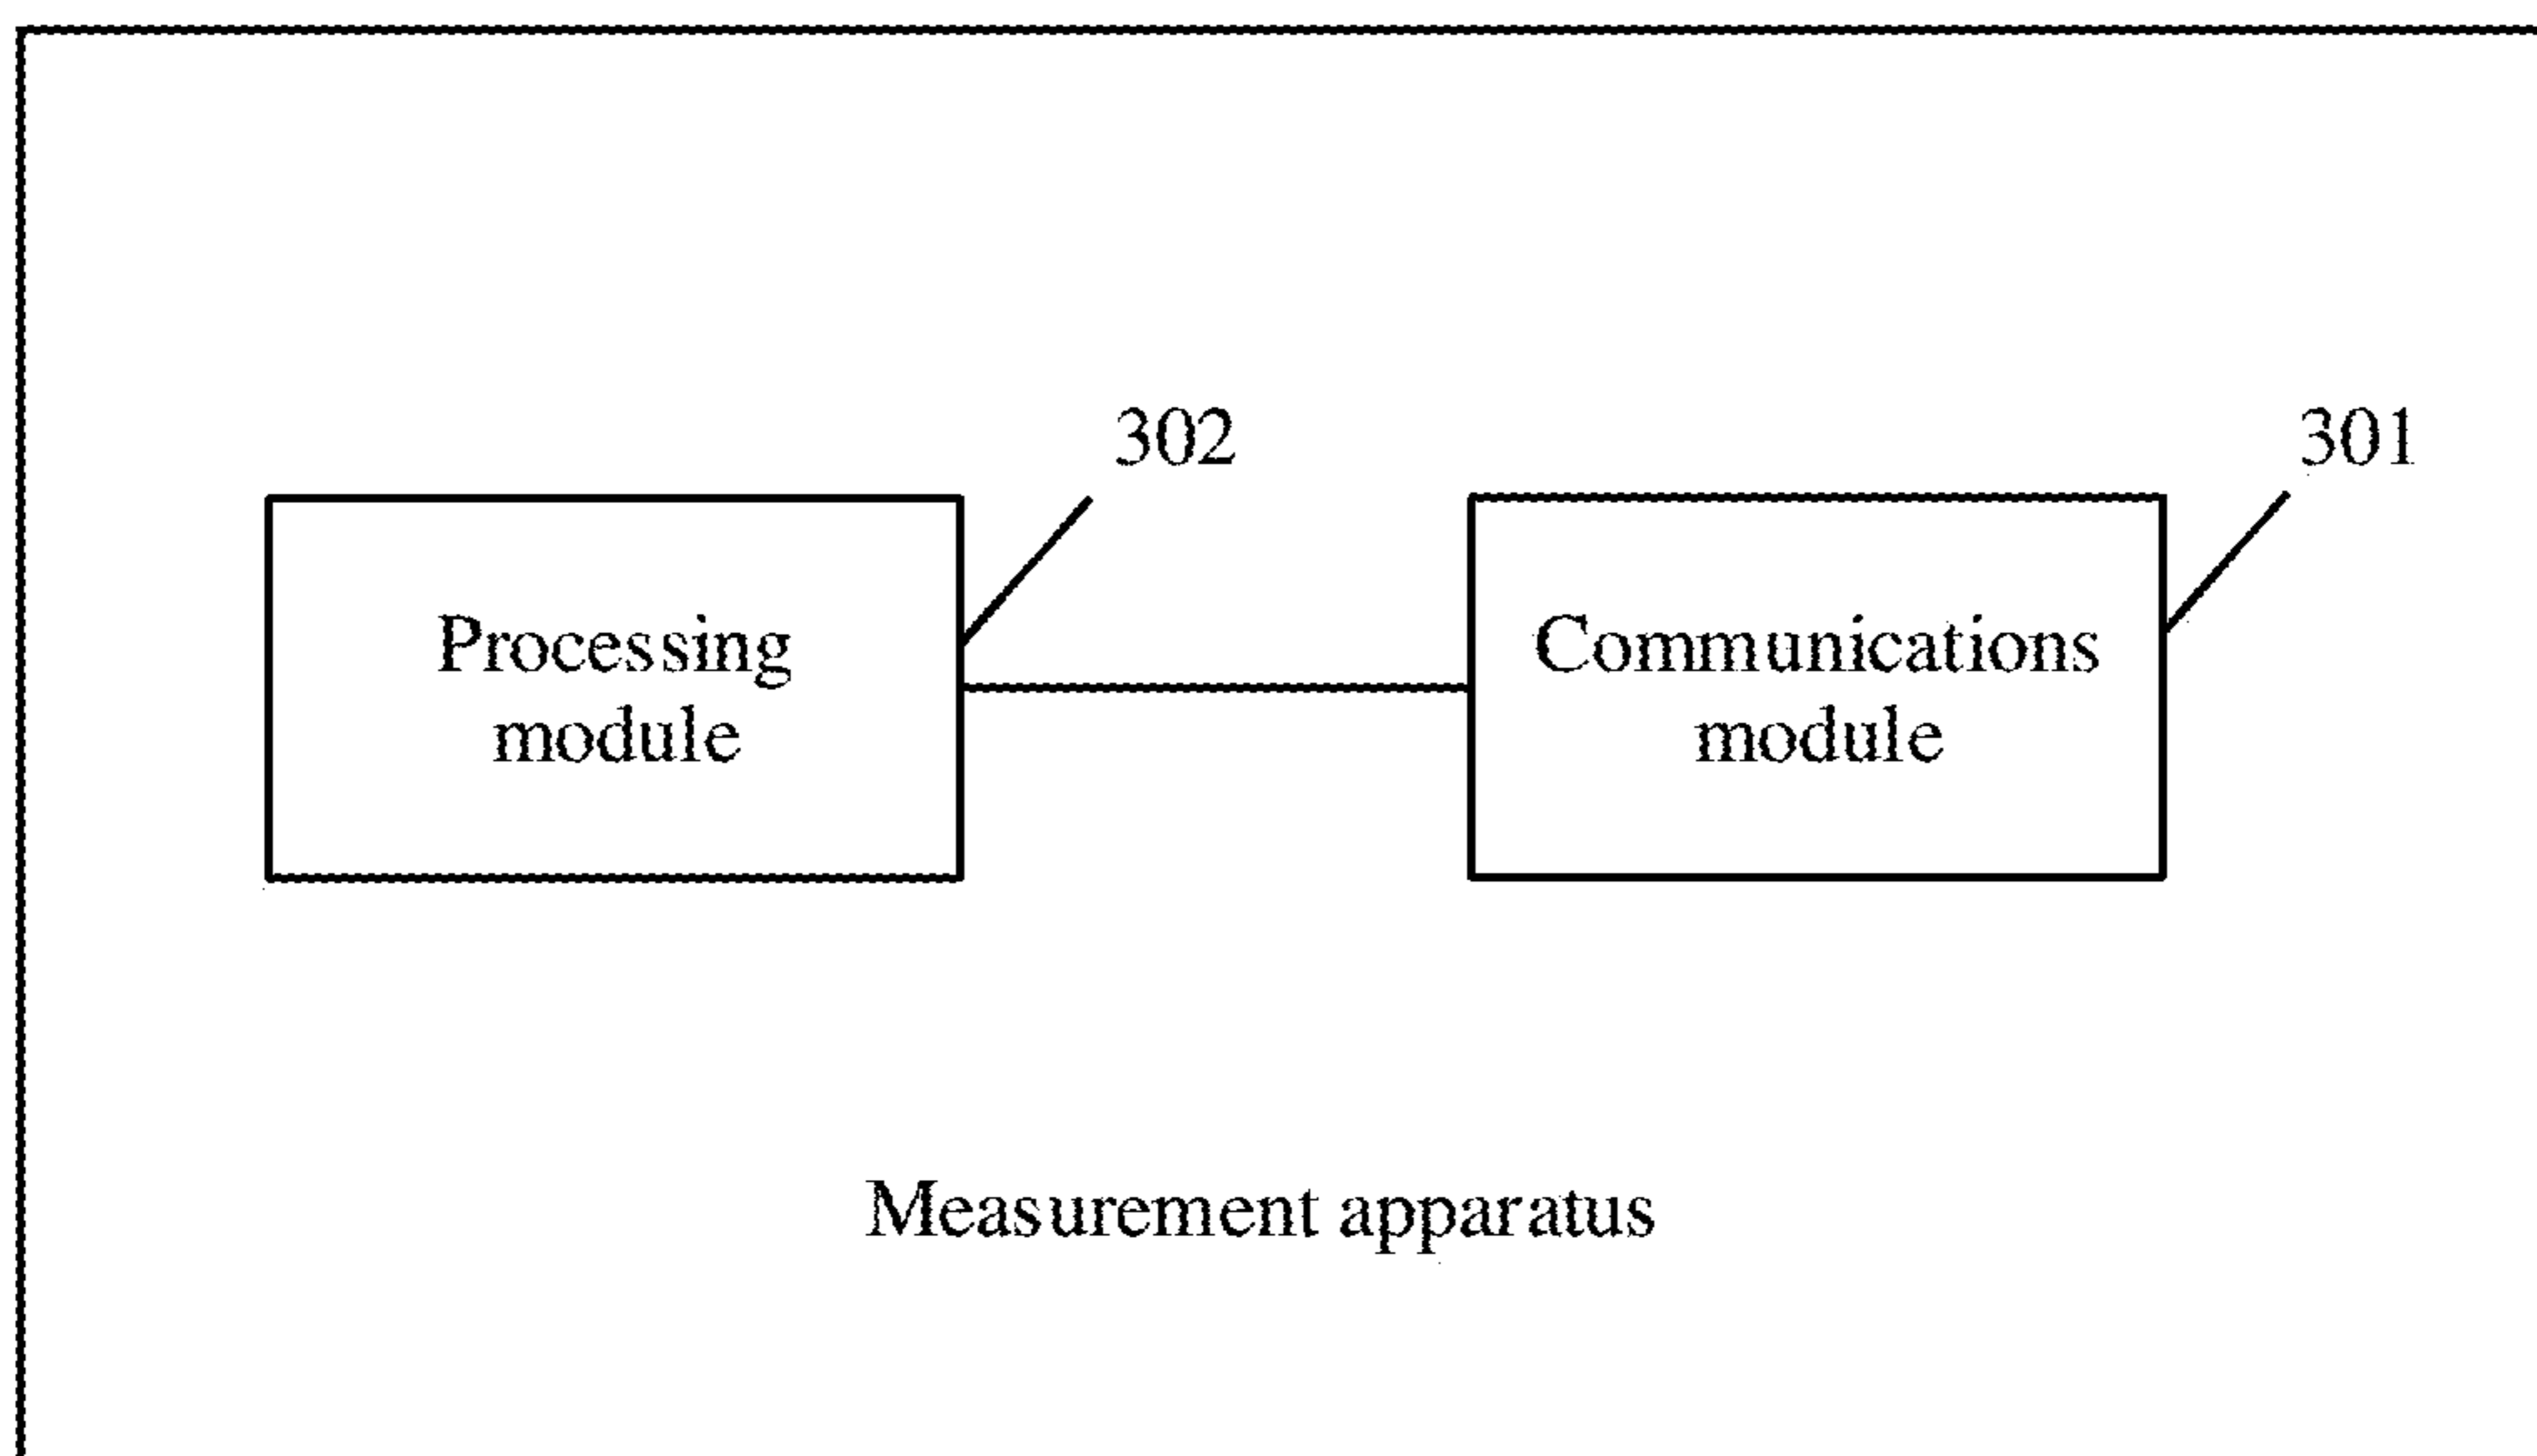 302
301
Processing
module
Communications
module
Measurement apparatus